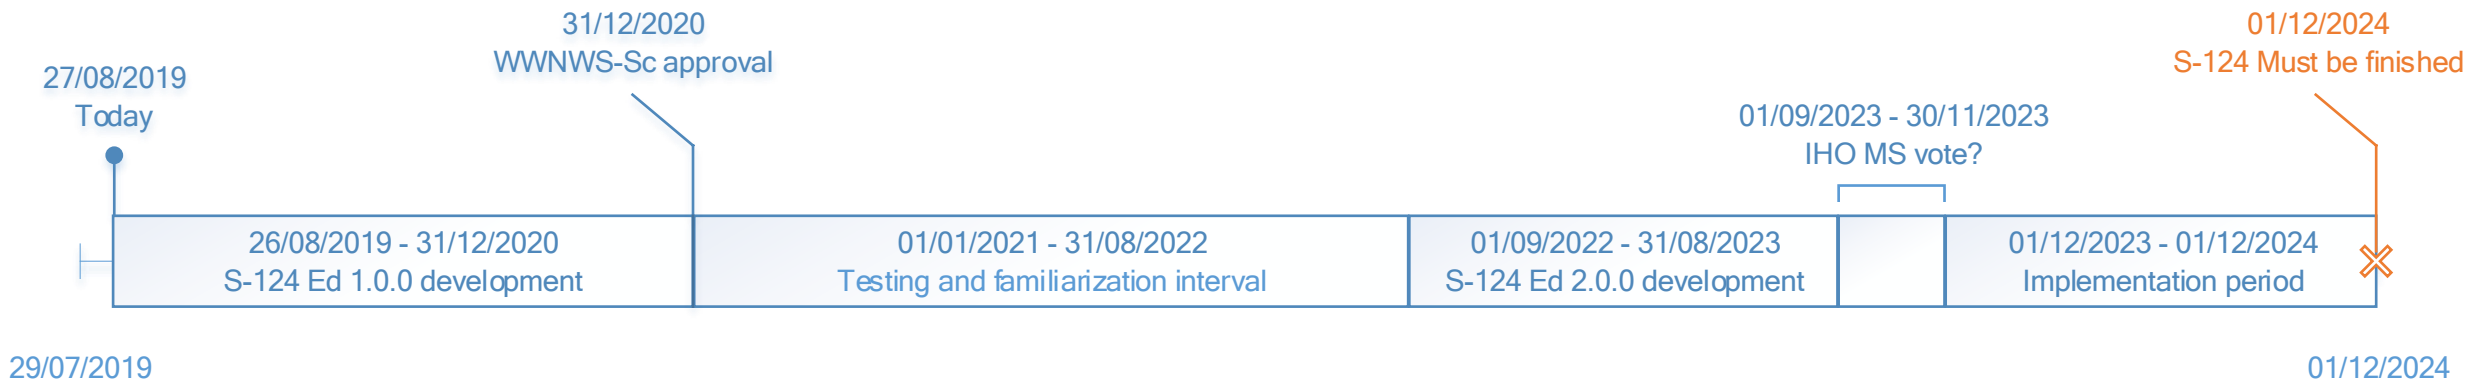 31/12/2020
WWNWS-Sc approval
01/12/2024
S-124 Must be finished
27/08/2019
Today
01/09/2023 - 30/11/2023
IHO MS vote?
26/08/2019 - 31/12/2020
S-124 Ed 1.0.0 development
01/01/2021 - 31/08/2022
Testing and familiarization interval
01/09/2022 - 31/08/2023
S-124 Ed 2.0.0 development
01/12/2023 - 01/12/2024
Implementation period
29/07/2019
01/12/2024